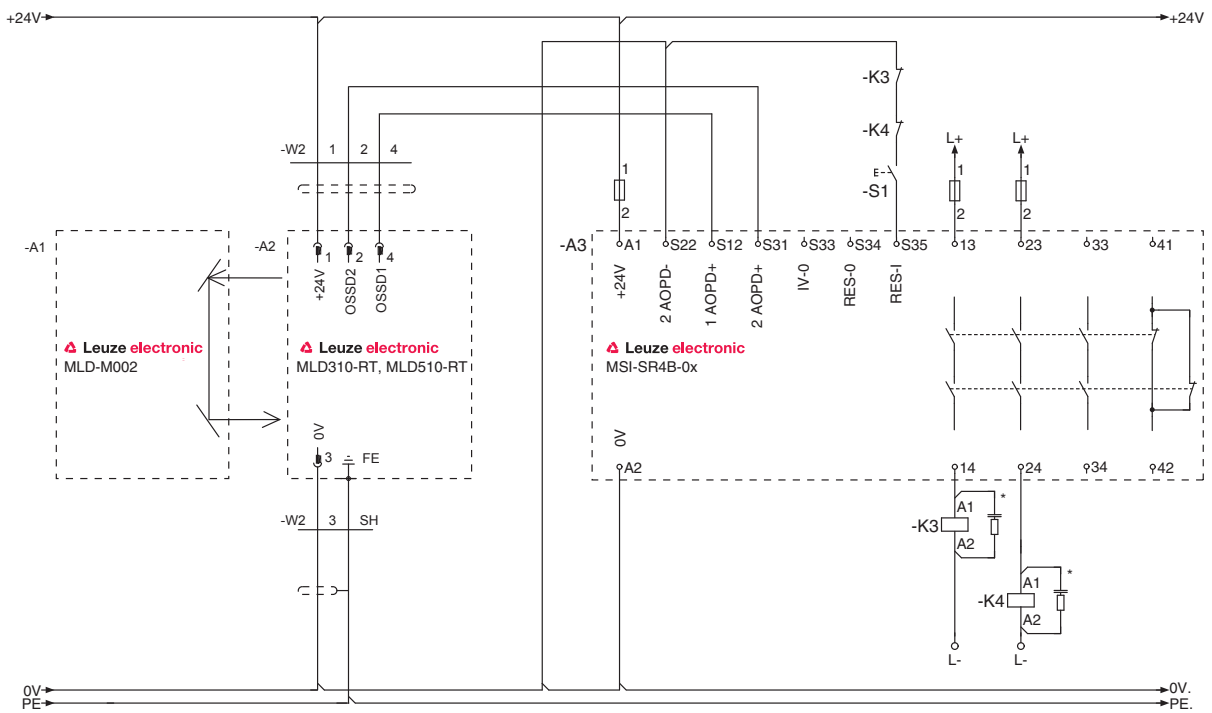 +24V +24V
-K3
-K4
L+ L+
-W2 1 2 4
1 1 1
E -S1
2 2 2
-A1 -A2 1 2 4 -A3 A1 S22 S12 S31 S33 S34 S35 13 23 33 41
+24V
OSSD2
OSSD1
+24V
2 AOPD-
1 AOPD+
2 AOPD+
IV-0
RES-0
RES-I
Leuze electronic
MLD-M002
Leuze electronic
MLD310-RT, MLD510-RT
Leuze electronic
MSI-SR4B-0x
0V
3 FE
0V
A2 14 24 34 42
-W2 3 SH
-K3 A1 *
A2
-K4 A1 *
A2
L- L-
0V 0V.
PE PE.